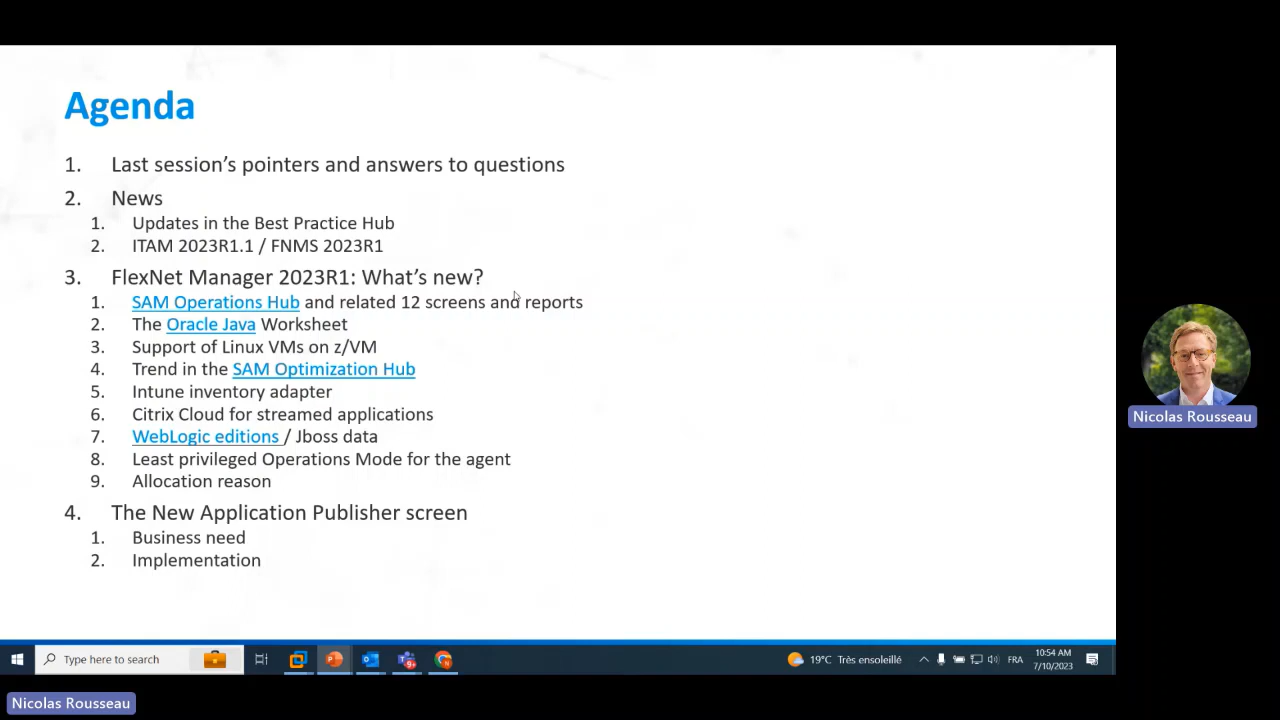 Agenda
1. Last session's pointers and answers to questions
2. News
1. Updates in the Best Practice Hub
2. ITAM 2023R1.1 / FNMS 2023R1
3. FlexNet Manager 2023R1: What's new?
1. SAM Operations Hub and related 12 screens and reports
2. The Oracle Java Worksheet
3. Support of Linux VMs on z/VM
4. Trend in the SAM Optimization Hub
5. Intune inventory adapter
6. Citrix Cloud for streamed applications
7. WebLogic editions / Jboss data
8. Least privileged Operations Mode for the agent
9. Allocation reason
4. The New Application Publisher screen
1. Business need
2. Implementation
Nicolas Rousseau
Type here to search
19°C Très ensoleillé
FRA
10:54 AM
7/10/2023
Nicolas Rousseau